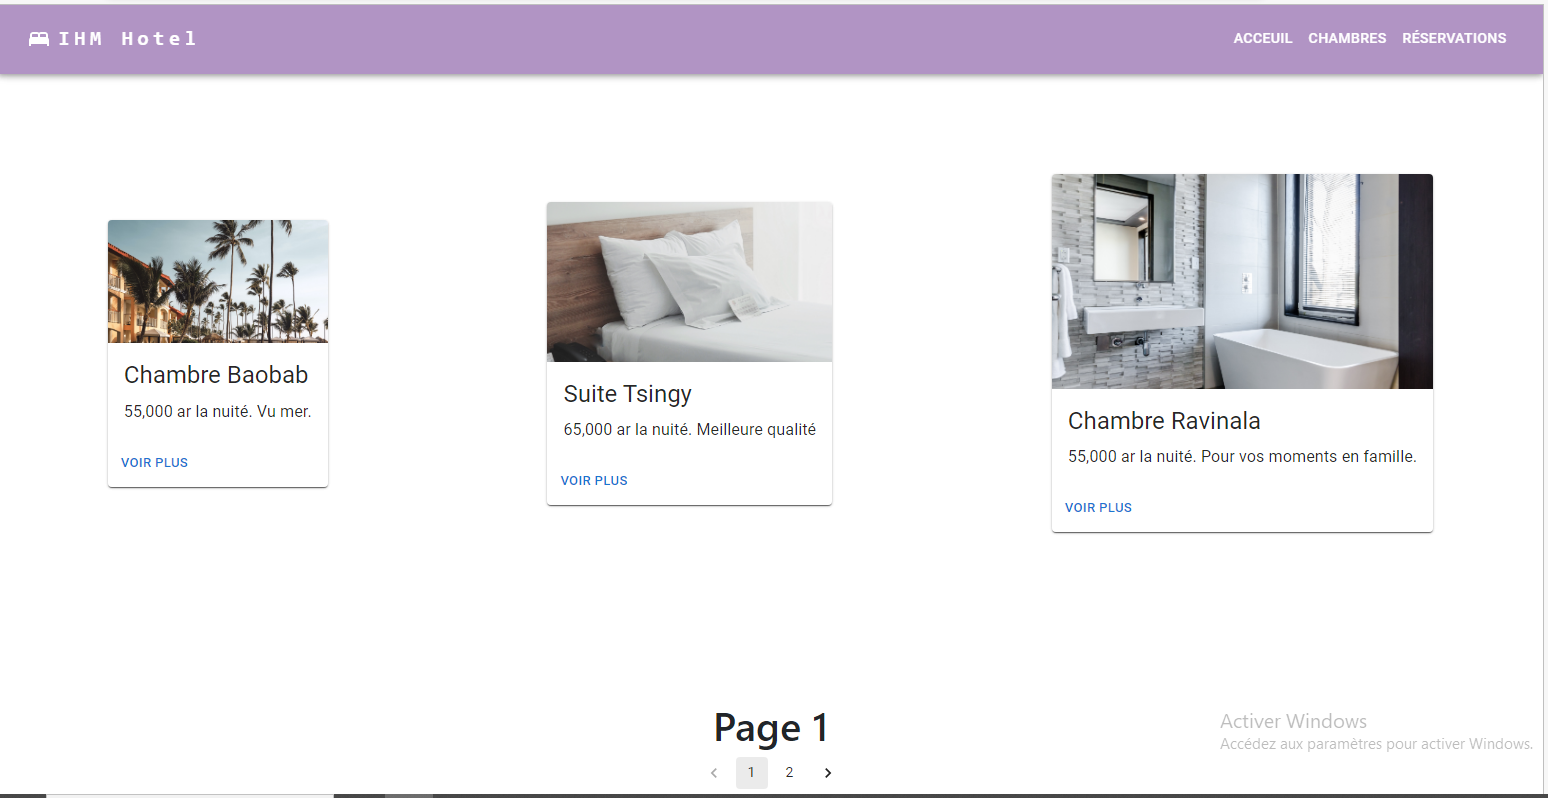 IHM Hotel
ACCEUIL CHAMBRES RÉSERVATIONS
Chambre Baobab
55,000 ar la nuité. Vu mer.
VOIR PLUS
Suite Tsingy
65,000 ar la nuité. Meilleure qualité
VOIR PLUS
Chambre Ravinala
55,000 ar la nuité. Pour vos moments en famille.
VOIR PLUS
Page 1
1 2
Activer Windows
Accédez aux paramètres pour activer Windows.